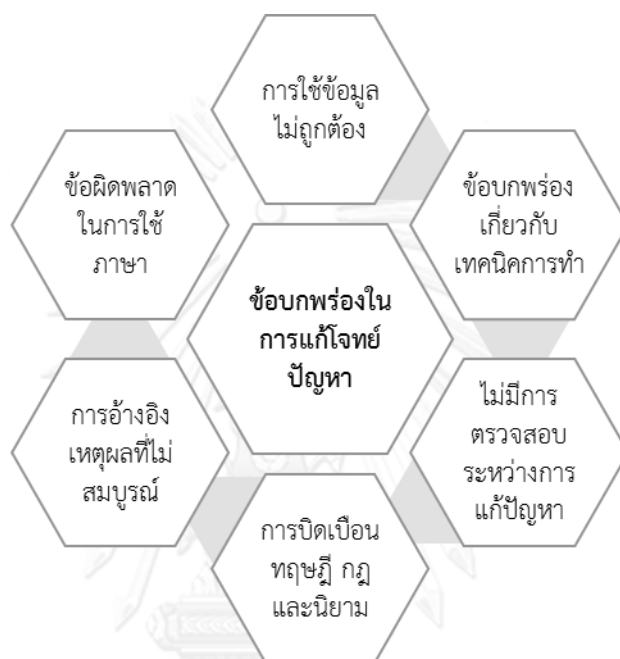 การใช้ข้อมูล
ไม่ถูกต้อง
ข้อบกพร่อง
เกี่ยวกับ
เทคนิคการทำ
ไม่มีการ
ตรวจสอบ
ระหว่างการ
แก้ปัญหา
การบิดเบือน
ทฤษฎี กฎ
และนิยาม
การอ้างอิง
เหตุผลที่ไม่
สมบูรณ์
ข้อผิดพลาด
ในการใช้
ภาษา
ข้อบกพร่องใน
การแก้โจทย์
ปัญหา